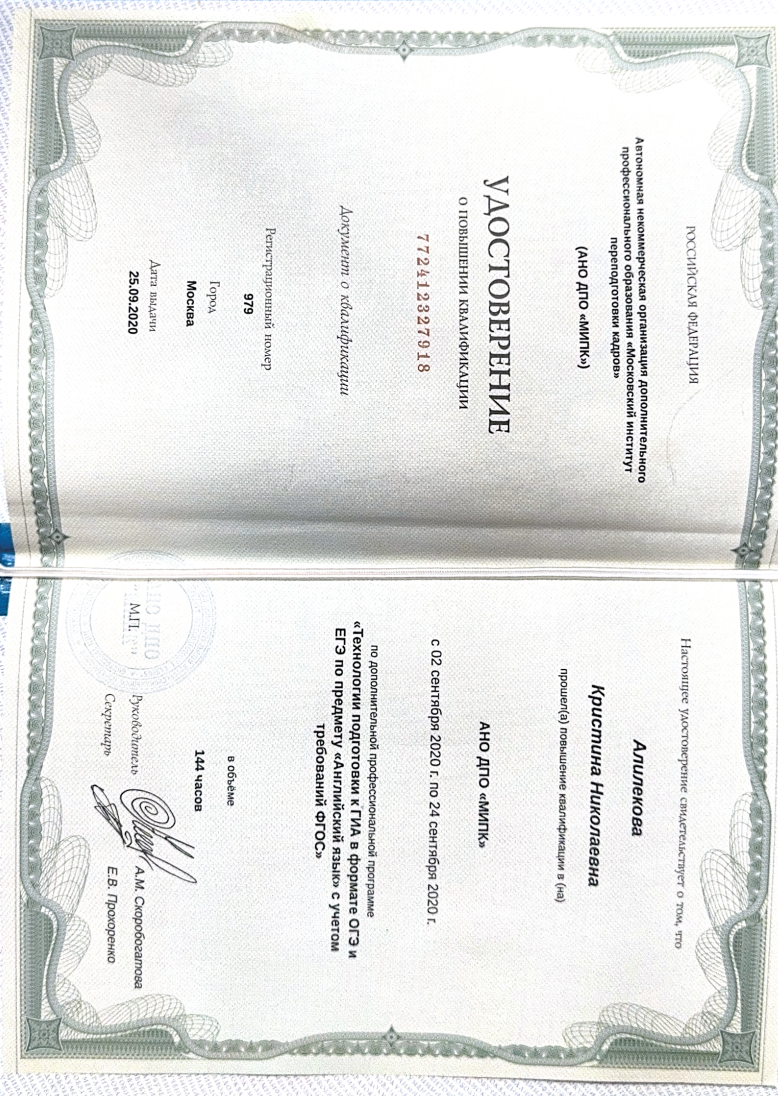 РОССИЙСКАЯ ФЕДЕРАЦИЯ
Автономная некоммерческая организация дополнительного
профессионального образования «Московский институт
переподготовки кадров»
(АНО ДПО «МИПК»)
УДОСТОВЕРЕНИЕ
О ПОВЫШЕНИИ КВАЛИФИКАЦИИ
772412327918
Документ о квалификации
Регистрационный номер
979
Город
Москва
Дата выдачи
25.09.2020
Настоящее удостоверение свидетельствует о том, что
Алилекова
Кристина Николаевна
прошел(а) повышение квалификации в (на)
АНО ДПО «МИПК»
с 02 сентября 2020 г. по 24 сентября 2020 г.
по дополнительной профессиональной программе
«Технологии подготовки к ГИА в формате ОГЭ и
ЕГЭ по предмету «Английский язык» с учетом
требований ФГОС»
в объёме
144 часов
М.П.
Руководитель А.М. Скоробогатова
Секретарь Е.В. Прохоренко